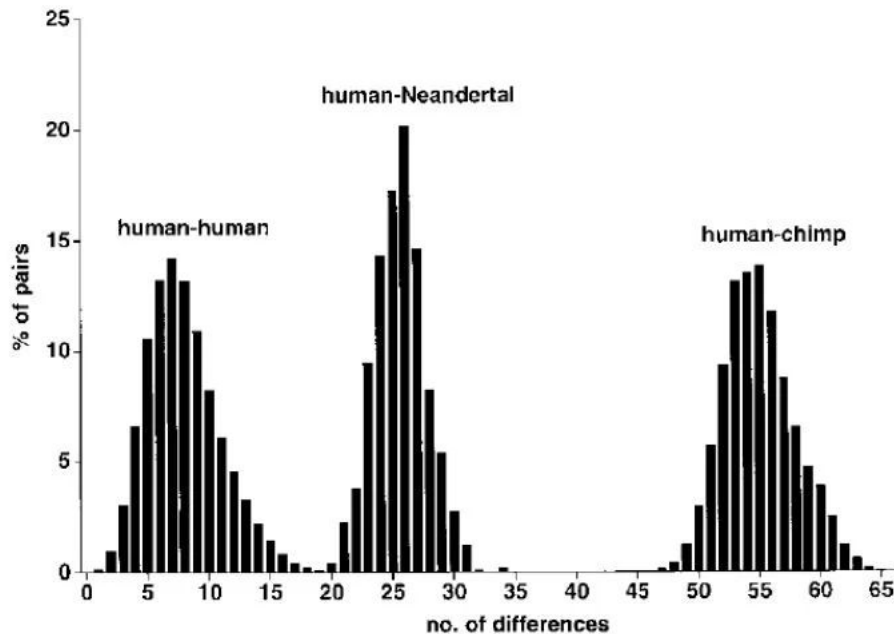 25
human-Neandertal
20
human-human
15
human-chimp
% of pairs
10
5
0
0 5 10 15 20 25 30 35 40 45 50 55 60 65
no. of differences